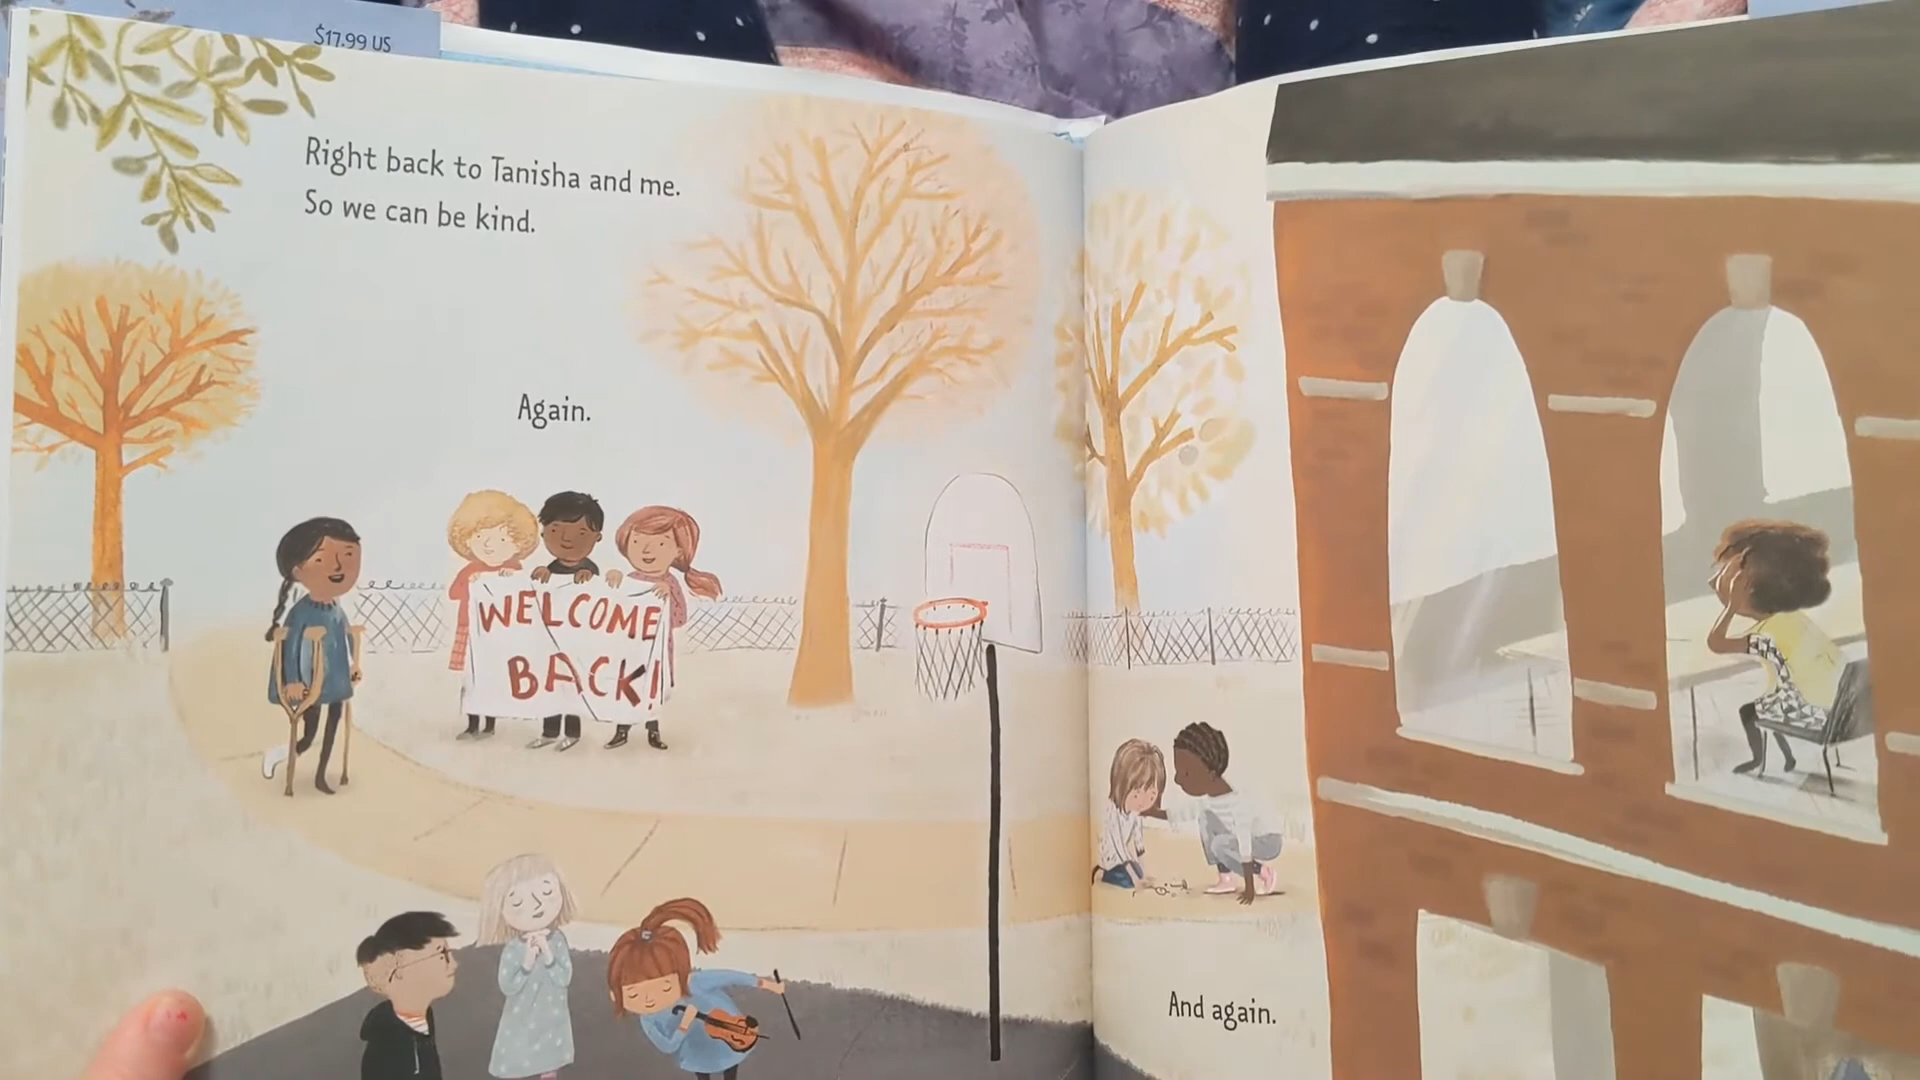 $17.99 US
Right back to Tanisha and me.
So we can be kind.
Again.
WELCOME
BACK!
And again.